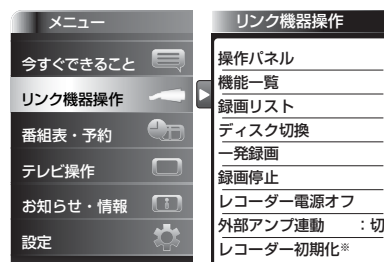 メニュー
今すぐできること
リンク機器操作
番組表・予約
テレビ操作
お知らせ・情報
設定
リンク機器操作
操作パネル
機能一覧
録画リスト
ディスク切換
一発録画
録画停止
レコーダー電源オフ
外部アンプ連動 :切
レコーダー初期化※